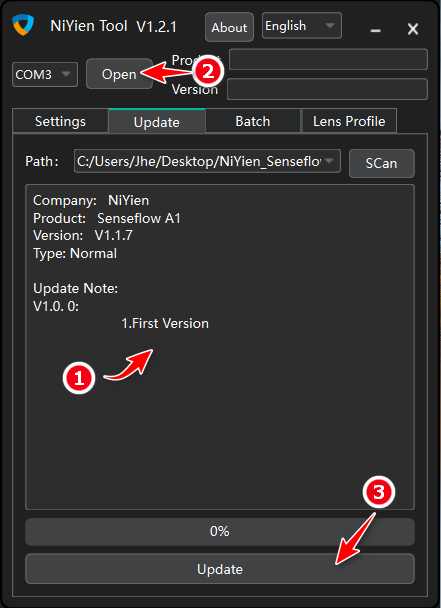 NiYien Tool V1.2.1 About English
COM3 Open 2 Product
Version
Settings Update Batch Lens Profile
Path: C:/Users/Jhe/Desktop/NiYien_Senseflow SCan
Company: NiYien
Product: Senseflow A1
Version: V1.1.7
Type: Normal
Update Note:
V1.0. 0:
1.First Version
1
3
0%
Update